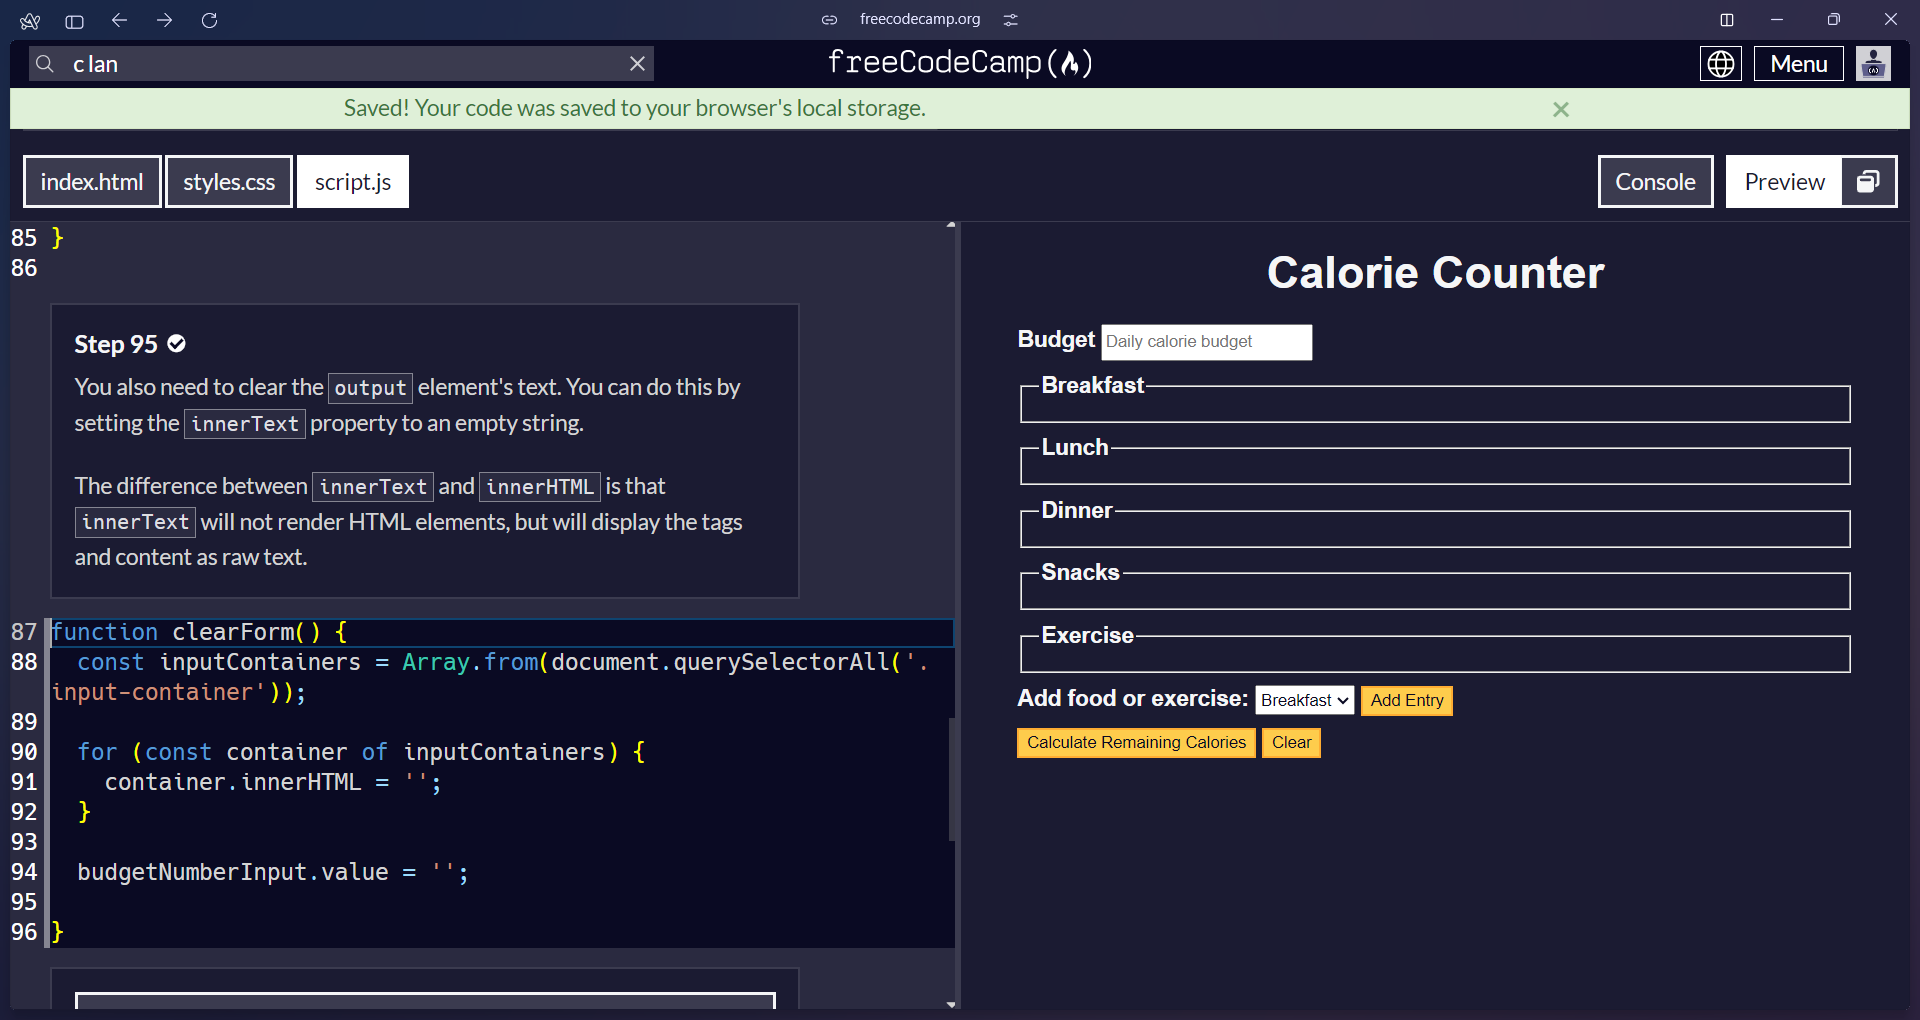 freecodecamp.org
c lan
freeCodeCamp(🔥)
Menu
Saved! Your code was saved to your browser's local storage.
index.html
styles.css
script.js
Console
Preview
85 }
86
Step 95
You also need to clear the output element's text. You can do this by
setting the innerText property to an empty string.
The difference between innerText and innerHTML is that
innerText will not render HTML elements, but will display the tags
and content as raw text.
87 function clearForm() {
88 const inputContainers = Array.from(document.querySelectorAll('.
input-container'));
89
90 for (const container of inputContainers) {
91 container.innerHTML = '';
92 }
93
94 budgetNumberInput.value = '';
95
96 }
Calorie Counter
Budget Daily calorie budget
Breakfast
Lunch
Dinner
Snacks
Exercise
Add food or exercise: Breakfast Add Entry
Calculate Remaining Calories Clear